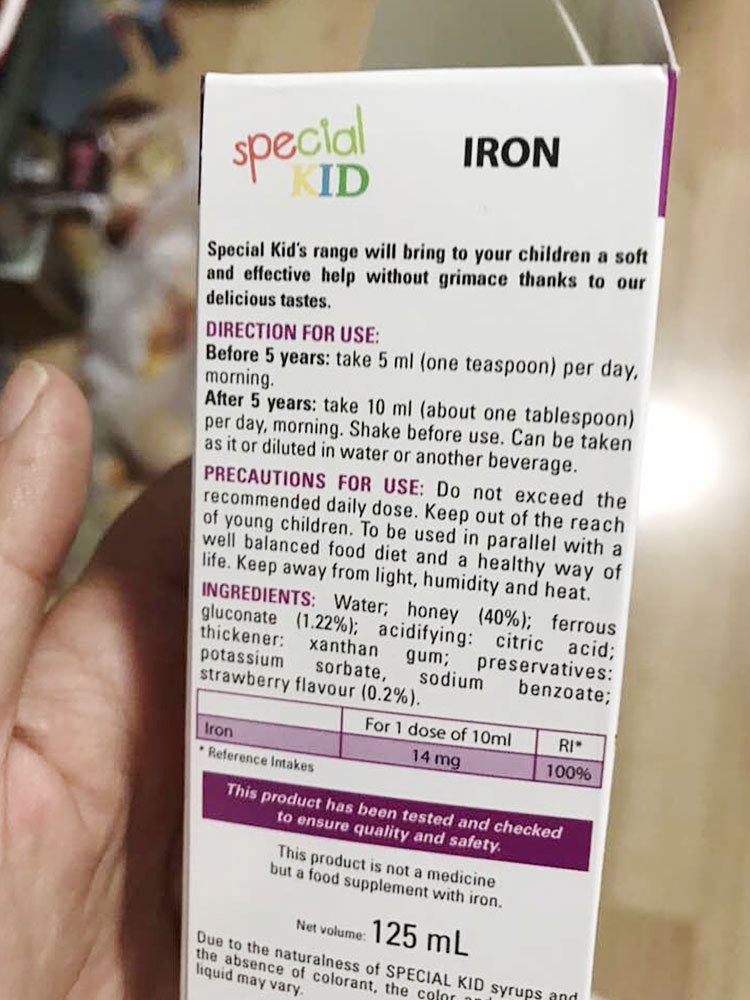 special
KID
IRON
Special Kid's range will bring to your children a soft
and effective help without grimace thanks to our
delicious tastes.
DIRECTION FOR USE:
Before 5 years: take 5 ml (one teaspoon) per day,
morning.
After 5 years: take 10 ml (about one tablespoon)
per day, morning. Shake before use. Can be taken
as it or diluted in water or another beverage.
PRECAUTIONS FOR USE: Do not exceed the
recommended daily dose. Keep out of the reach
of young children. To be used in parallel with a
well balanced food diet and a healthy way of
life. Keep away from light, humidity and heat.
INGREDIENTS: Water; honey (40%); ferrous
gluconate (1.22%); acidifying: citric acid;
thickener: xanthan gum; preservatives:
potassium sorbate, sodium benzoate;
strawberry flavour (0.2%).
For 1 dose of 10ml RI*
Iron 14 mg 100%
* Reference Intakes
This product has been tested and checked
to ensure quality and safety.
This product is not a medicine
but a food supplement with iron.
Net volume: 125 mL
Due to the naturalness of SPECIAL KID syrups and
the absence of colorant, the color
liquid may vary.